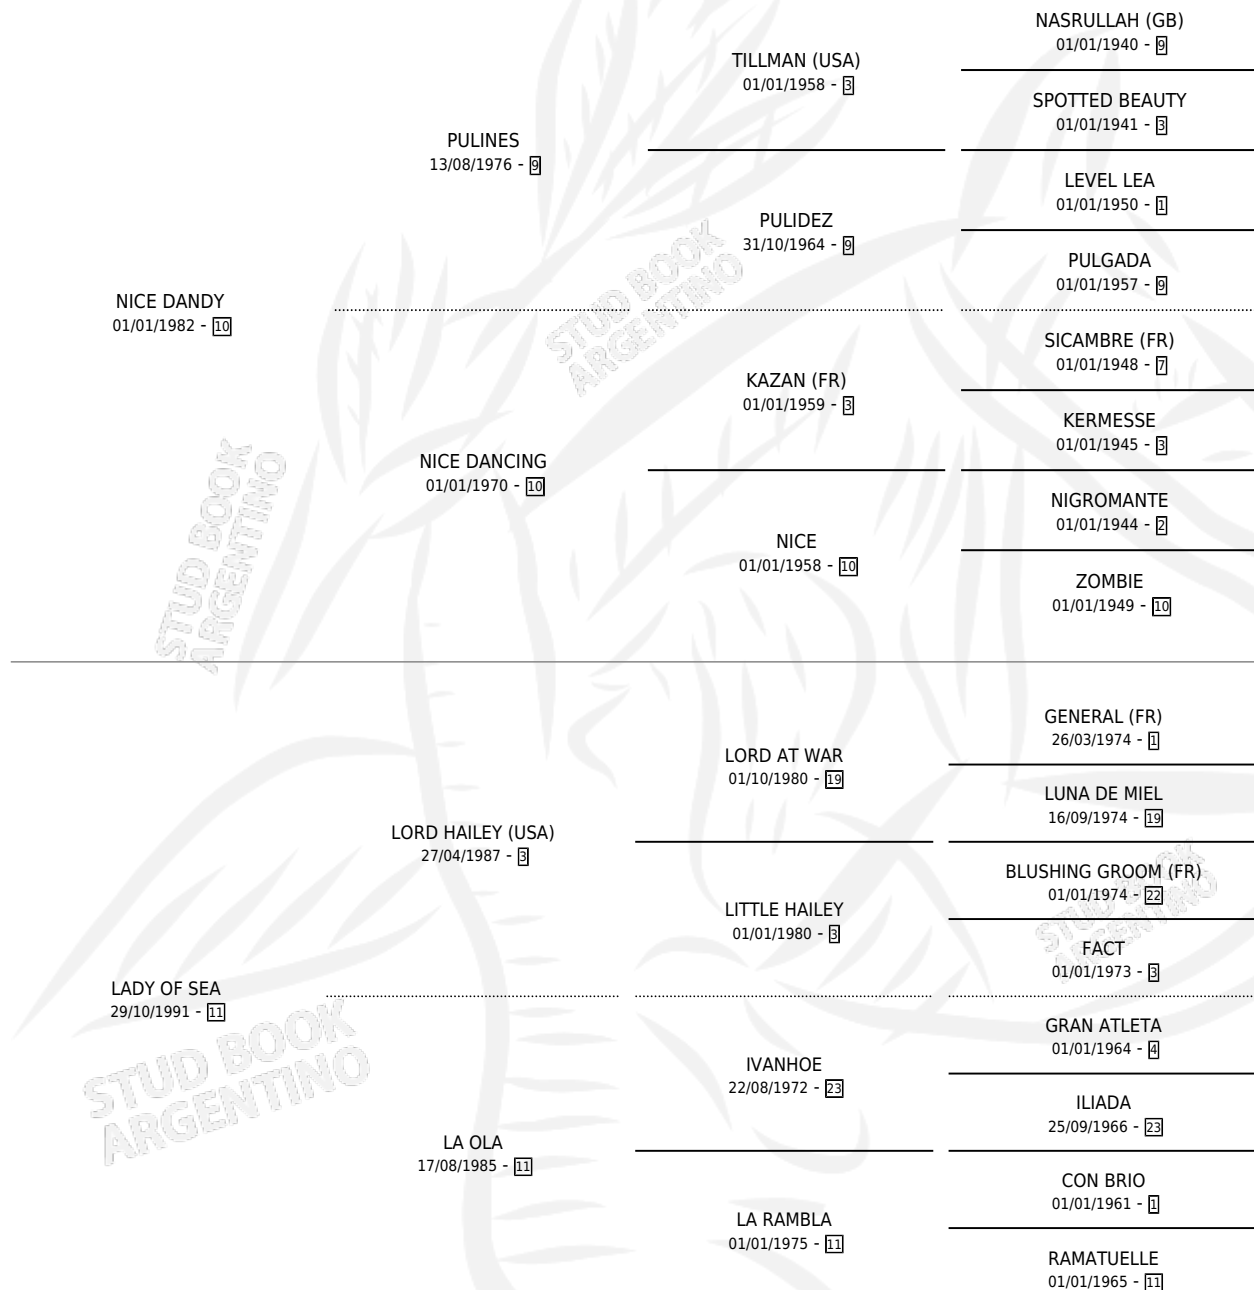 NASRULLAH (GB)
01/01/1940 - 9
TILLMAN (USA)
01/01/1958 - 3
SPOTTED BEAUTY
01/01/1941 - 3
PULINES
13/08/1976 - 9
LEVEL LEA
01/01/1950 - 1
PULIDEZ
31/10/1964 - 9
PULGADA
01/01/1957 - 9
NICE DANDY
01/01/1982 - 10
STUD BOOK
ARGENTINO
SICAMBRE (FR)
01/01/1948 - 7
KAZAN (FR)
01/01/1959 - 3
KERMESSE
01/01/1945 - 3
NICE DANCING
01/01/1970 - 10
NIGROMANTE
01/01/1944 - 2
NICE
01/01/1958 - 10
ZOMBIE
01/01/1949 - 10
STUD BOOK
ARGENTINO
GENERAL (FR)
26/03/1974 - 1
LORD AT WAR
01/10/1980 - 19
LUNA DE MIEL
16/09/1974 - 19
LORD HAILEY (USA)
27/04/1987 - 3
BLUSHING GROOM (FR)
01/01/1974 - 22
LITTLE HAILEY
01/01/1980 - 3
STUD BOOK
ARGENTINO
FACT
01/01/1973 - 3
LADY OF SEA
29/10/1991 - 11
STUD BOOK
ARGENTINO
GRAN ATLETA
01/01/1964 - 4
IVANHOE
22/08/1972 - 23
ILIADA
25/09/1966 - 23
LA OLA
17/08/1985 - 11
CON BRIO
01/01/1961 - 1
LA RAMBLA
01/01/1975 - 11
RAMATUELLE
01/01/1965 - 11